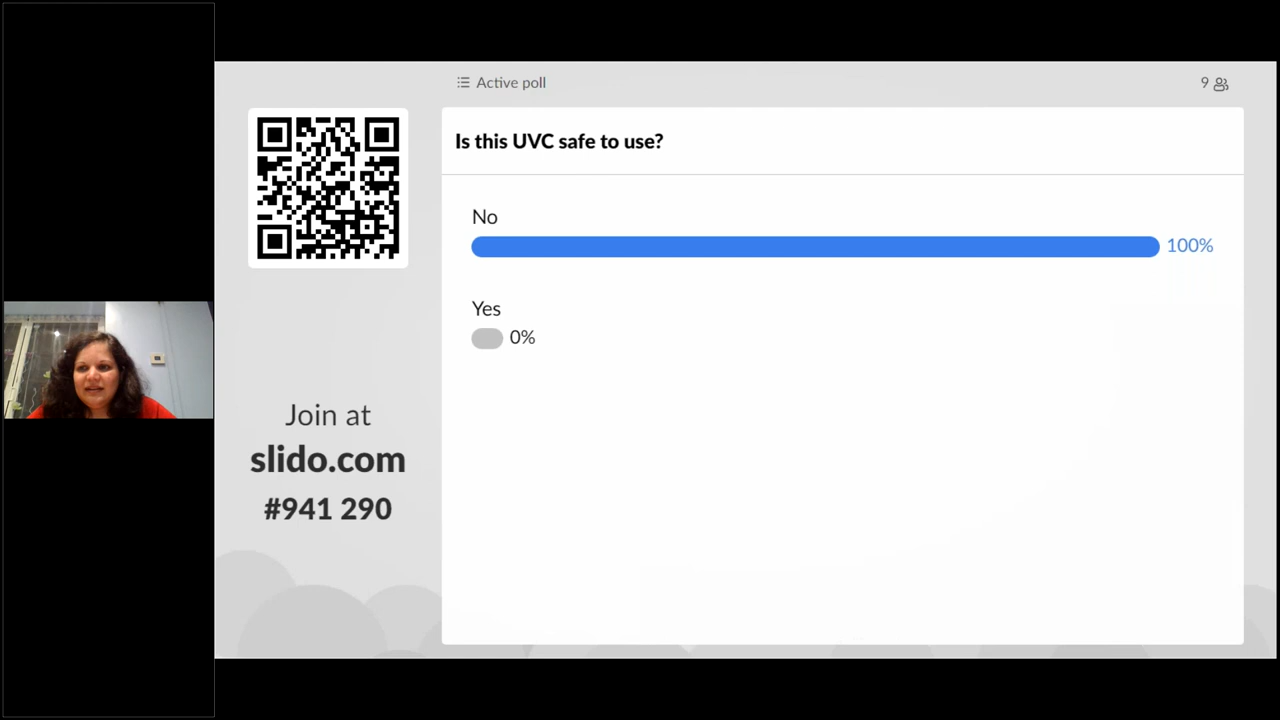 Active poll
9
Is this UVC safe to use?
No
100%
Yes
0%
Join at
slido.com
#941 290